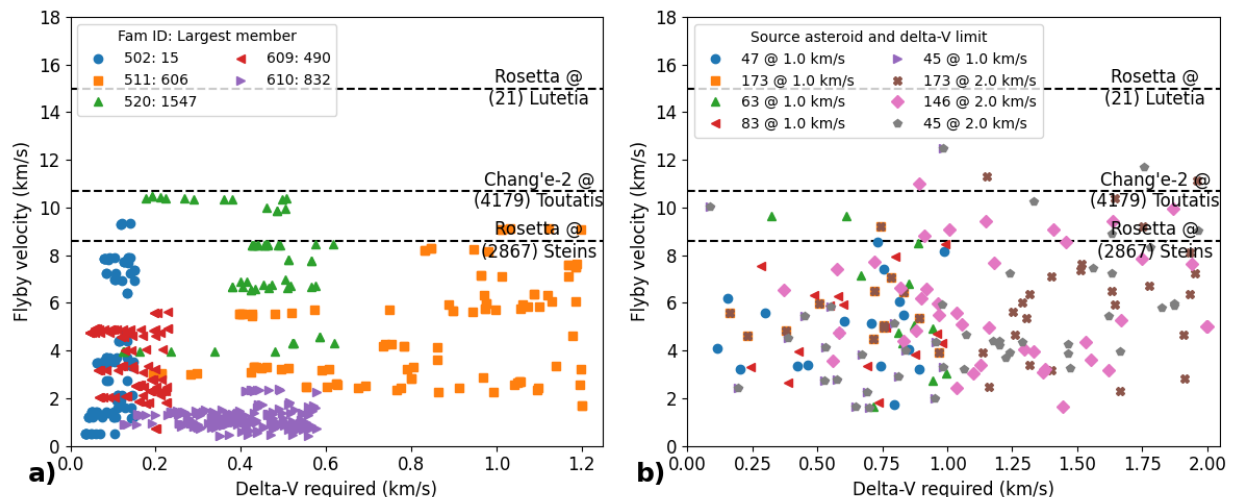 18
16
14
12
10
8
6
4
2
0
Flyby velocity (km/s)
Fam ID: Largest member
502: 15
511: 606
520: 1547
609: 490
610: 832
Rosetta @
(21) Lutetia
Chang'e-2 @
(4179) Toutatis
Rosetta @
(2867) Steins
0.0 0.2 0.4 0.6 0.8 1.0 1.2
Delta-V required (km/s)
a)
18
16
14
12
10
8
6
4
2
0
Flyby velocity (km/s)
Source asteroid and delta-V limit
47 @ 1.0 km/s
173 @ 1.0 km/s
63 @ 1.0 km/s
83 @ 1.0 km/s
45 @ 1.0 km/s
173 @ 2.0 km/s
146 @ 2.0 km/s
45 @ 2.0 km/s
Rosetta @
(21) Lutetia
Chang'e-2 @
(4179) Toutatis
Rosetta @
(2867) Steins
0.00 0.25 0.50 0.75 1.00 1.25 1.50 1.75 2.00
Delta-V required (km/s)
b)